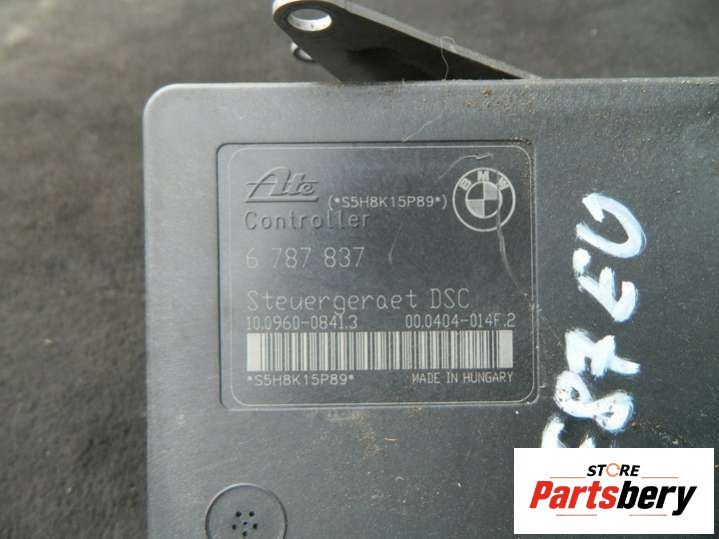 Ate
(*S5H8K15P89*)
BMW
Controller
6 787 837
Steuergeraet DSC
10.0960-0841.3 00.0404-014F.2
*S5H8K15P89*
MADE IN HUNGARY
E87 EU
STORE
Partsbery